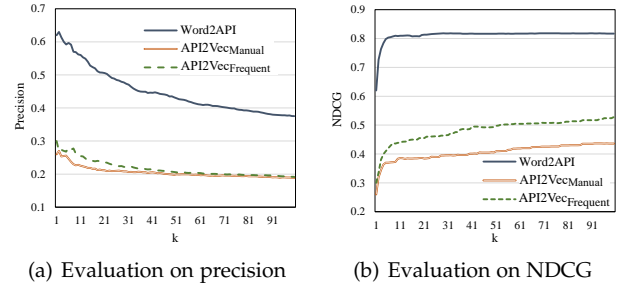 0.7
0.6
0.5
0.4
0.3
0.2
0.1
Precision
Word2API
API2VecManual
API2VecFrequent
1 11 21 31 41 51 61 71 81 91
k
(a) Evaluation on precision
0.9
0.8
0.7
0.6
0.5
0.4
0.3
0.2
NDCG
Word2API
API2VecManual
API2VecFrequent
1 11 21 31 41 51 61 71 81 91
k
(b) Evaluation on NDCG